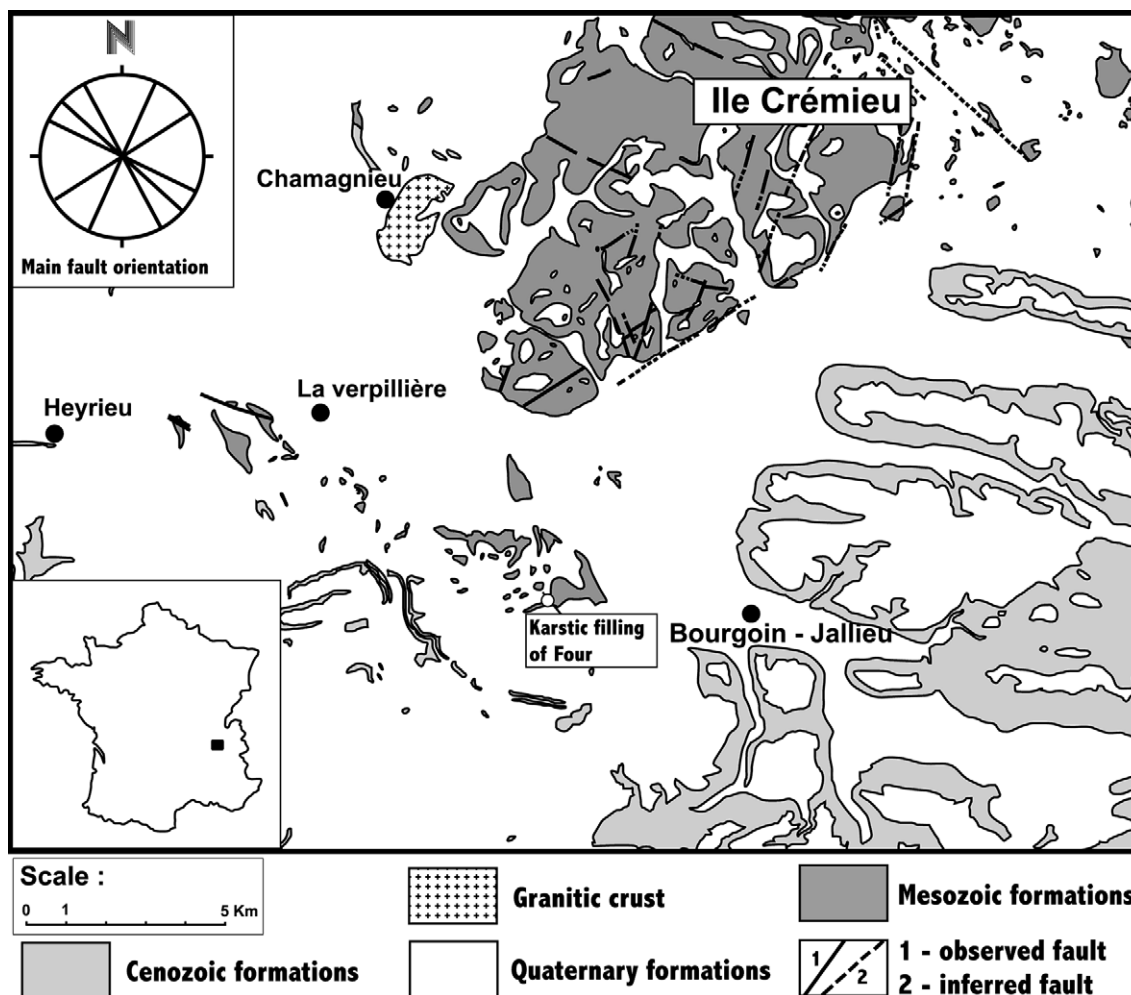 N
Main fault orientation
Ile Crémieu
Chamagnieu
La verpillière
Heyrieu
Karstic filling
of Four
Bourgoin - Jallieu
Scale :
0 1 5 Km
Granitic crust
Mesozoic formations
Cenozoic formations
Quaternary formations
1 2
1 - observed fault
2 - inferred fault